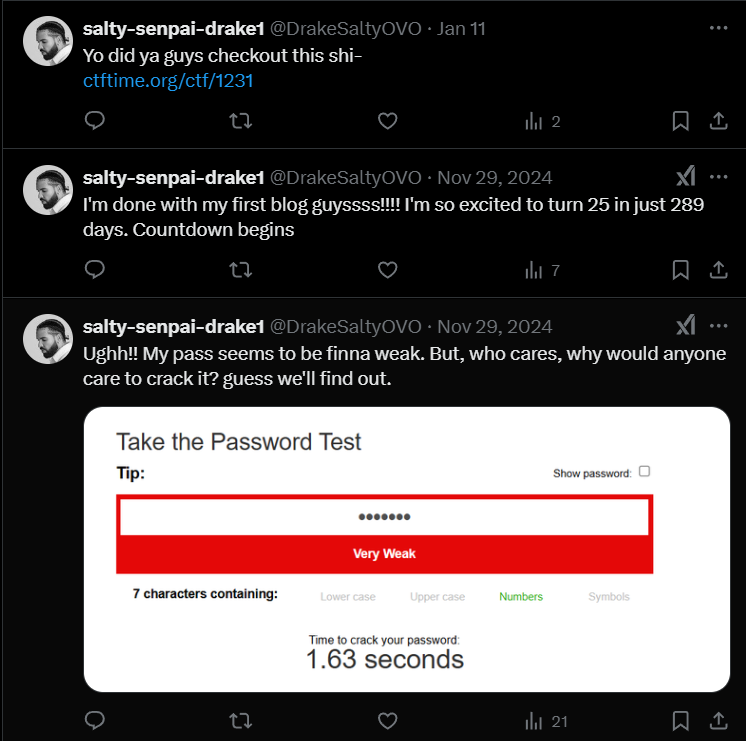 salty-senpai-drake1 @DrakeSaltyOVO · Jan 11
Yo did ya guys checkout this shi-
ctftime.org/ctf/1231
2
salty-senpai-drake1 @DrakeSaltyOVO · Nov 29, 2024
I'm done with my first blog guyssss!!!! I'm so excited to turn 25 in just 289
days. Countdown begins
7
salty-senpai-drake1 @DrakeSaltyOVO · Nov 29, 2024
Ughh!! My pass seems to be finna weak. But, who cares, why would anyone
care to crack it? guess we'll find out.
Take the Password Test
Tip:
Show password:
•••••••
Very Weak
7 characters containing:
Lower case
Upper case
Numbers
Symbols
Time to crack your password:
1.63 seconds
21